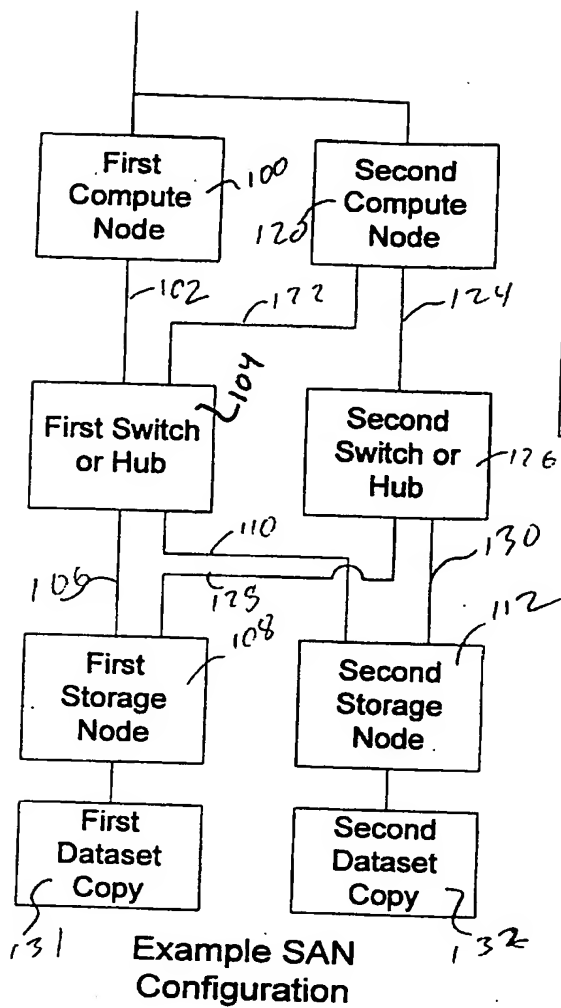 First
Compute
Node
100
Second
Compute
Node
120
102
122
124
104
First Switch
or Hub
Second
Switch or
Hub
126
110
106
128
130
108
112
First
Storage
Node
Second
Storage
Node
First
Dataset
Copy
Second
Dataset
Copy
131
132
Example SAN
Configuration